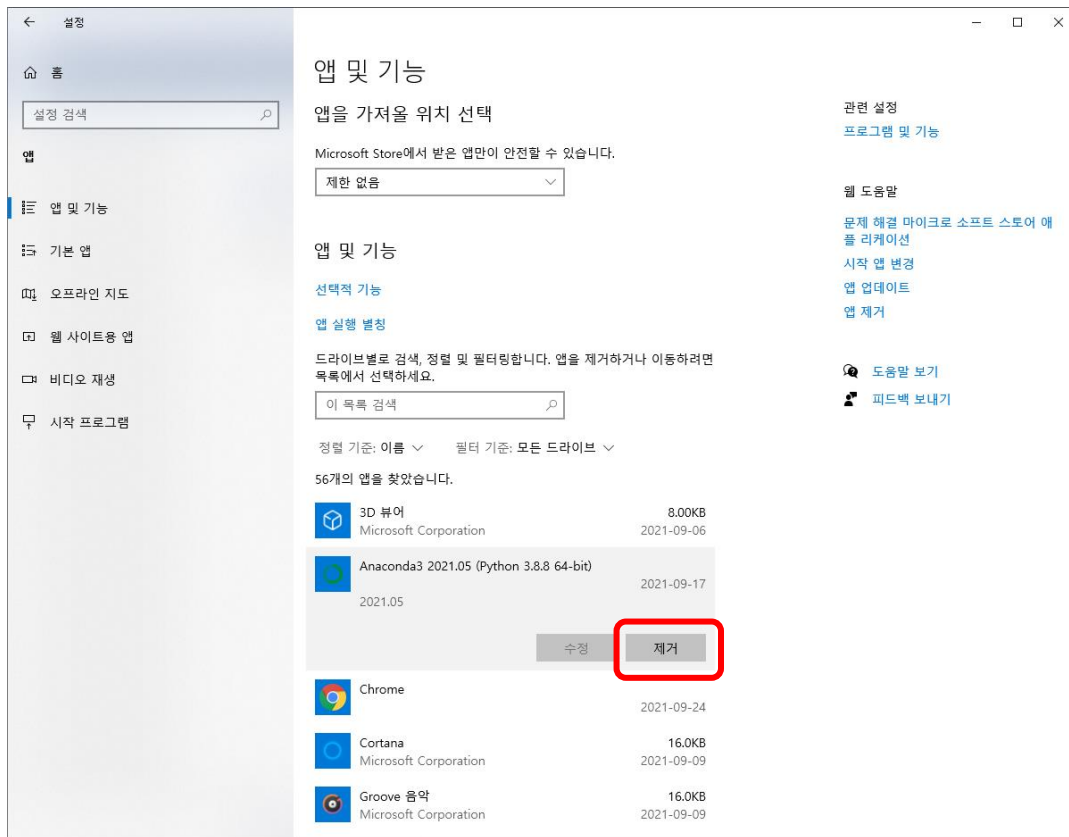 설정
홈
설정 검색
앱
앱 및 기능
기본 앱
오프라인 지도
웹 사이트용 앱
비디오 재생
시작 프로그램
앱 및 기능
앱을 가져올 위치 선택
Microsoft Store에서 받은 앱만이 안전할 수 있습니다.
제한 없음
앱 및 기능
선택적 기능
앱 실행 별칭
드라이브별로 검색, 정렬 및 필터링합니다. 앱을 제거하거나 이동하려면
목록에서 선택하세요.
이 목록 검색
정렬 기준: 이름 필터 기준: 모든 드라이브
56개의 앱을 찾았습니다.
3D 뷰어 8.00KB
Microsoft Corporation 2021-09-06
Anaconda3 2021.05 (Python 3.8.8 64-bit)
2021-09-17
2021.05
수정 제거
Chrome
2021-09-24
Cortana 16.0KB
Microsoft Corporation 2021-09-09
Groove 음악 16.0KB
Microsoft Corporation 2021-09-09
관련 설정
프로그램 및 기능
웹 도움말
문제 해결 마이크로 소프트 스토어 애
플 리케이션
시작 앱 변경
앱 업데이트
앱 제거
도움말 보기
피드백 보내기